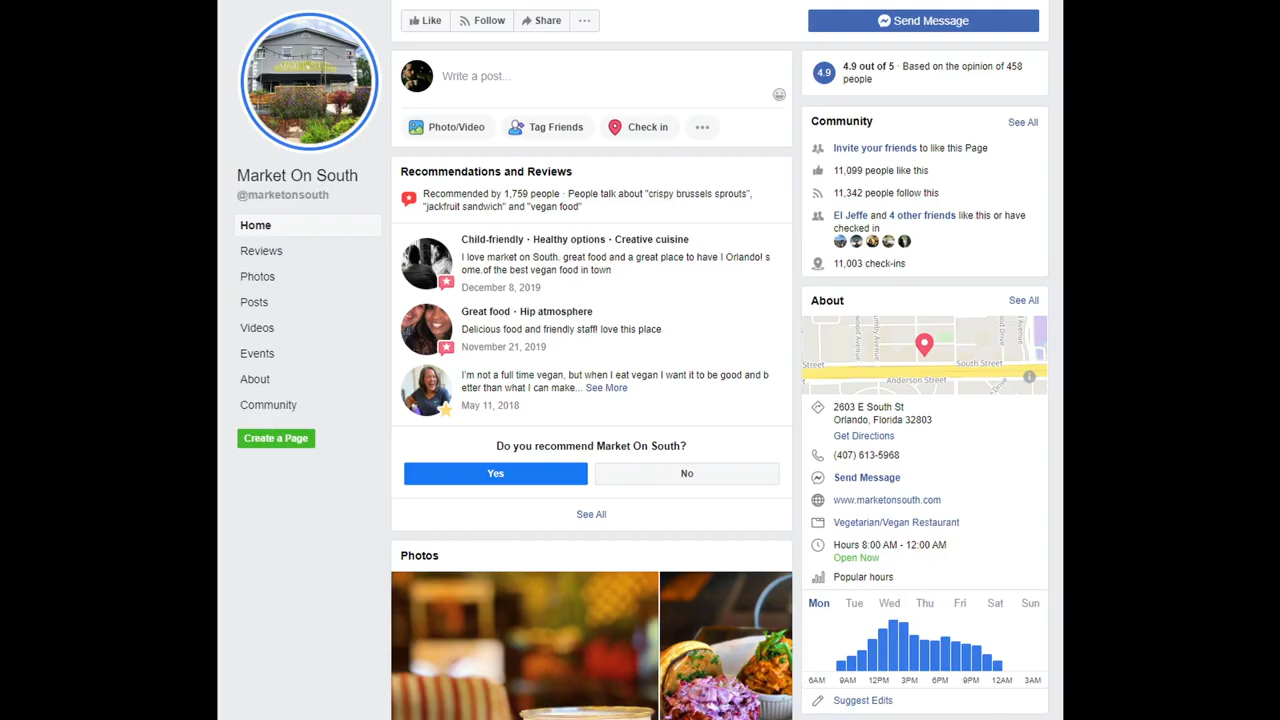 Like
Follow
Share
Send Message
Write a post...
Photo/Video
Tag Friends
Check in
Market On South
@marketonsouth
Home
Reviews
Photos
Posts
Videos
Events
About
Community
Create a Page
Recommendations and Reviews
Recommended by 1,759 people · People talk about "crispy brussels sprouts",
"jackfruit sandwich" and "vegan food"
Child-friendly · Healthy options · Creative cuisine
I love market on South. great food and a great place to have I Orlando! s
ome.of the best vegan food in town
December 8, 2019
Great food · Hip atmosphere
Delicious food and friendly staff! love this place
November 21, 2019
I'm not a full time vegan, but when I eat vegan I want it to be good and b
etter than what I can make... See More
May 11, 2018
Do you recommend Market On South?
Yes
No
See All
Photos
4.9
4.9 out of 5 · Based on the opinion of 458
people
Community
See All
Invite your friends to like this Page
11,099 people like this
11,342 people follow this
El Jeffe and 4 other friends like this or have
checked in
11,003 check-ins
About
See All
South Street
Anderson Street
Street
2603 E South St
Orlando, Florida 32803
Get Directions
(407) 613-5968
Send Message
www.marketonsouth.com
Vegetarian/Vegan Restaurant
Hours 8:00 AM - 12:00 AM
Open Now
Popular hours
Mon Tue Wed Thu Fri Sat Sun
6AM 9AM 12PM 3PM 6PM 9PM 12AM 3AM
Suggest Edits